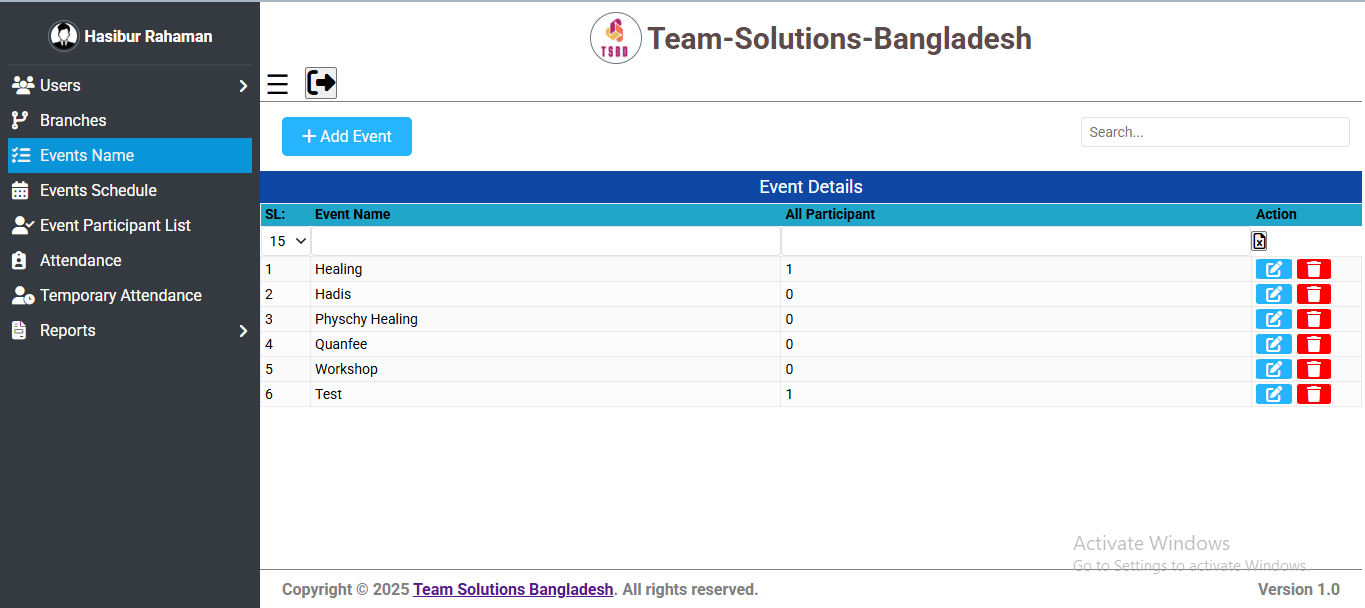 Hasibur Rahaman
Users
Branches
Events Name
Events Schedule
Event Participant List
Attendance
Temporary Attendance
Reports
TSBD
Team-Solutions-Bangladesh
+ Add Event
Search...
Event Details
SL: Event Name All Participant Action
15
1 Healing 1
2 Hadis 0
3 Physchy Healing 0
4 Quanfee 0
5 Workshop 0
6 Test 1
Activate Windows
Go to Settings to activate Windows.
Copyright © 2025 Team Solutions Bangladesh. All rights reserved. Version 1.0